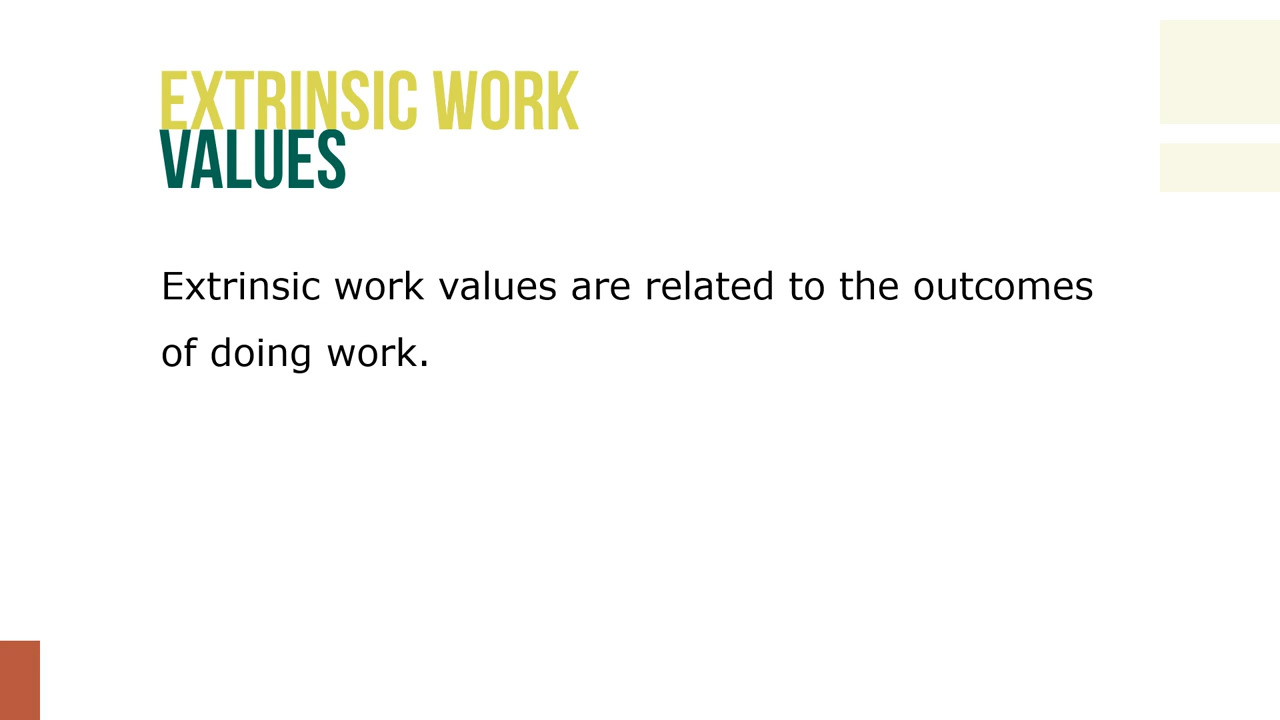 EXTRINSIC WORK
VALUES
Extrinsic work values are related to the outcomes
of doing work.